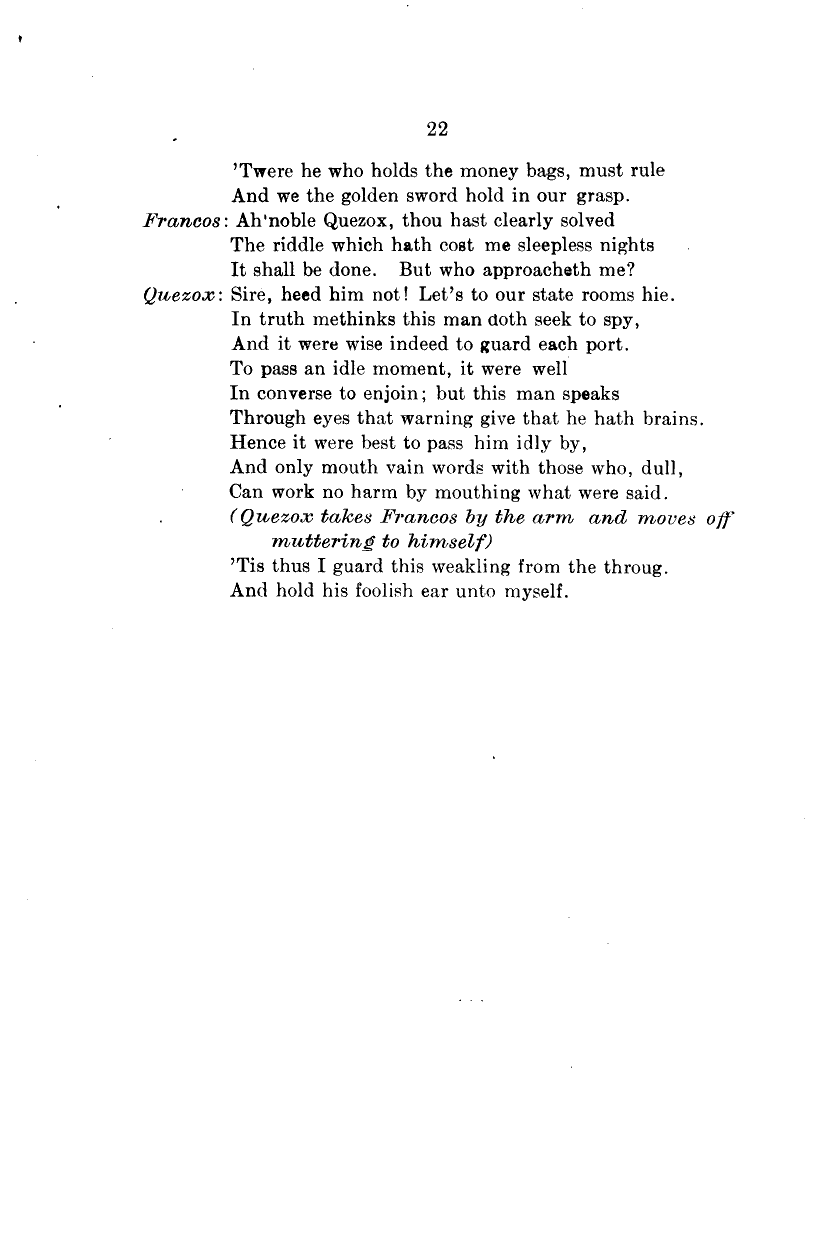 22
’Twere he who holds the money bags, must rule
And we the golden sword hold in our grasp.
Francos: Ah'noble Quezox, thou hast clearly solved
The riddle which hath cost me sleepless nights
It shall be done. But who approacheth me?
Quezox: Sire, heed him not! Let’s to our state rooms hie.
In truth methinks this man doth seek to spy,
And it were wise indeed to guard each port.
To pass an idle moment, it were well
In converse to enjoin; but this man speaks
Through eyes that warning give that he hath brains.
Hence it were best to pass him idly by,
And only mouth vain words with those who, dull,
Can work no harm by mouthing what were said.
(Quezox takes Francos by the arm and moves off
muttering to himself)
’Tis thus I guard this weakling from the throug.
And hold his foolish ear unto myself.